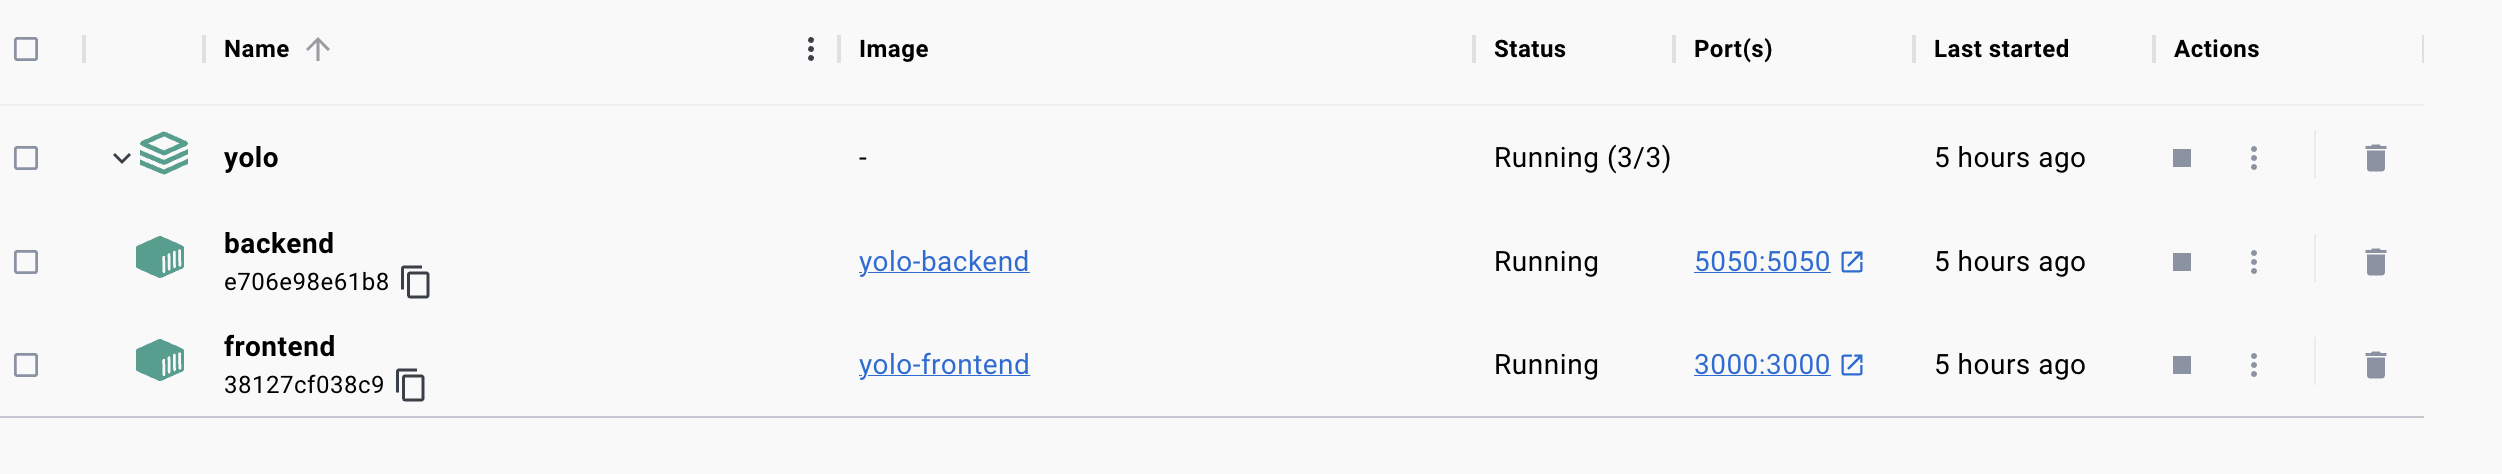 Name Image Status Port(s) Last started Actions
yolo - Running (3/3) 5 hours ago
backend
e706e98e61b8 yolo-backend Running 5050:5050 5 hours ago
frontend
38127cf038c9 yolo-frontend Running 3000:3000 5 hours ago